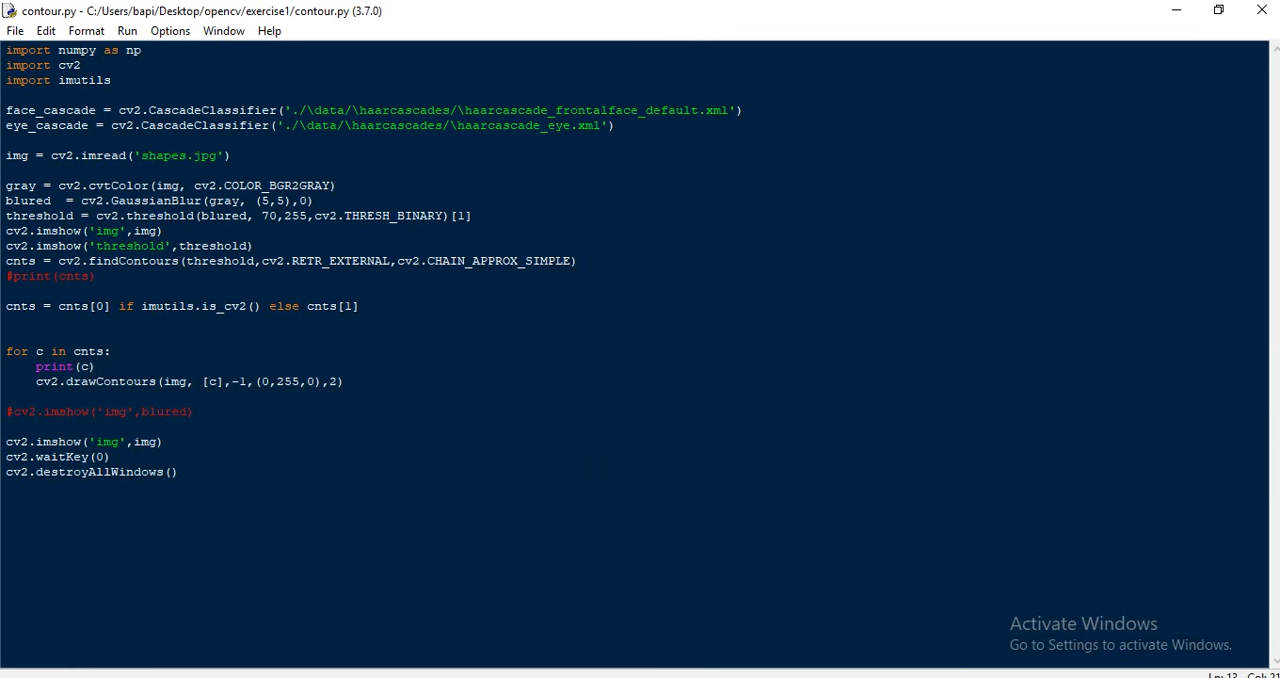 contour.py - C:/Users/bapi/Desktop/opencv/exercise1/contour.py (3.7.0)
File Edit Format Run Options Window Help
import numpy as np
import cv2
import imutils
face_cascade = cv2.CascadeClassifier('./\data/\haarcascades/\haarcascade_frontalface_default.xml')
eye_cascade = cv2.CascadeClassifier('./\data/\haarcascades/\haarcascade_eye.xml')
img = cv2.imread('shapes.jpg')
gray = cv2.cvtColor(img, cv2.COLOR_BGR2GRAY)
blured  = cv2.GaussianBlur(gray, (5,5),0)
threshold = cv2.threshold(blured, 70,255,cv2.THRESH_BINARY)[1]
cv2.imshow('img',img)
cv2.imshow('threshold',threshold)
cnts = cv2.findContours(threshold,cv2.RETR_EXTERNAL,cv2.CHAIN_APPROX_SIMPLE)
#print(cnts)
cnts = cnts[0] if imutils.is_cv2() else cnts[1]
for c in cnts:
    print(c)
    cv2.drawContours(img, [c],-1,(0,255,0),2)
#cv2.imshow('img',blured)
cv2.imshow('img',img)
cv2.waitKey(0)
cv2.destroyAllWindows()
Activate Windows
Go to Settings to activate Windows.